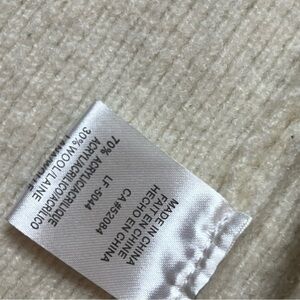 MADE IN CHINA
FAIT EN CHINE
HECHO EN CHINA
CA#52084
LF-5044
70% ACRYLIC/ACRYLIQUE
ACRYLICO/ACRILICO
30% WOOL/LAINE